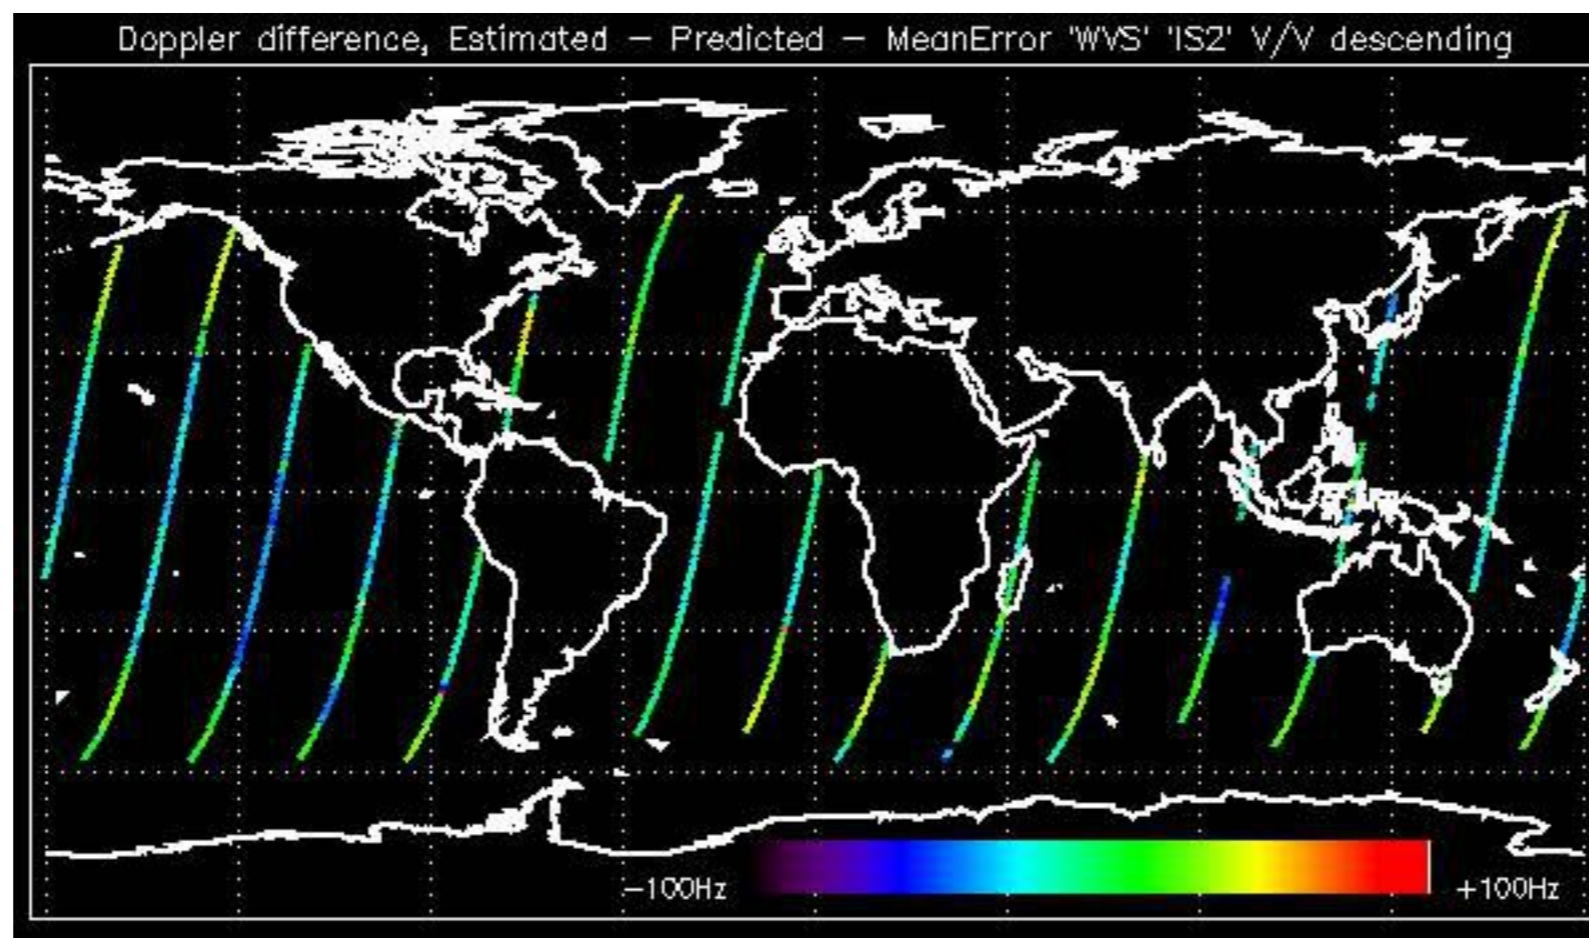 Doppler difference, Estimated - Predicted - MeanError 'WVS' 'IS2' V/V descending
-100Hz +100Hz